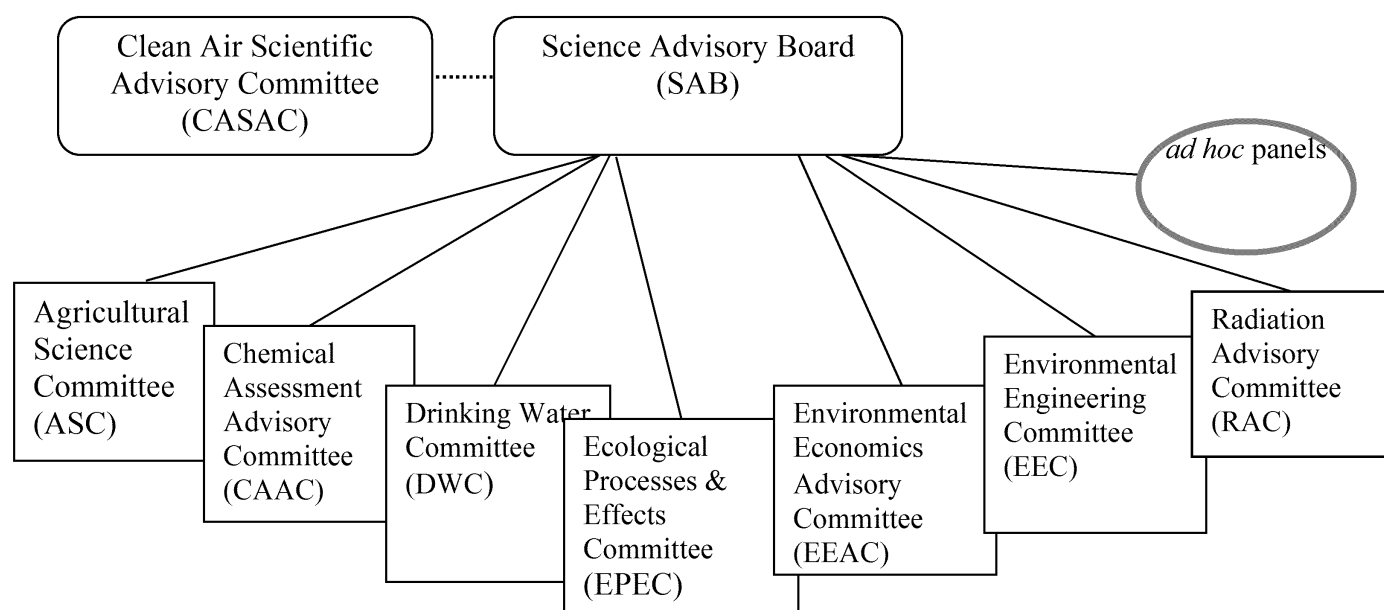 Clean Air Scientific
Advisory Committee
(CASAC)
Science Advisory Board
(SAB)
ad hoc panels
Agricultural
Science
Committee
(ASC)
Chemical
Assessment
Advisory
Committee
(CAAC)
Drinking Water
Committee
(DWC)
Ecological
Processes &
Effects
Committee
(EPEC)
Environmental
Economics
Advisory
Committee
(EEAC)
Environmental
Engineering
Committee
(EEC)
Radiation
Advisory
Committee
(RAC)